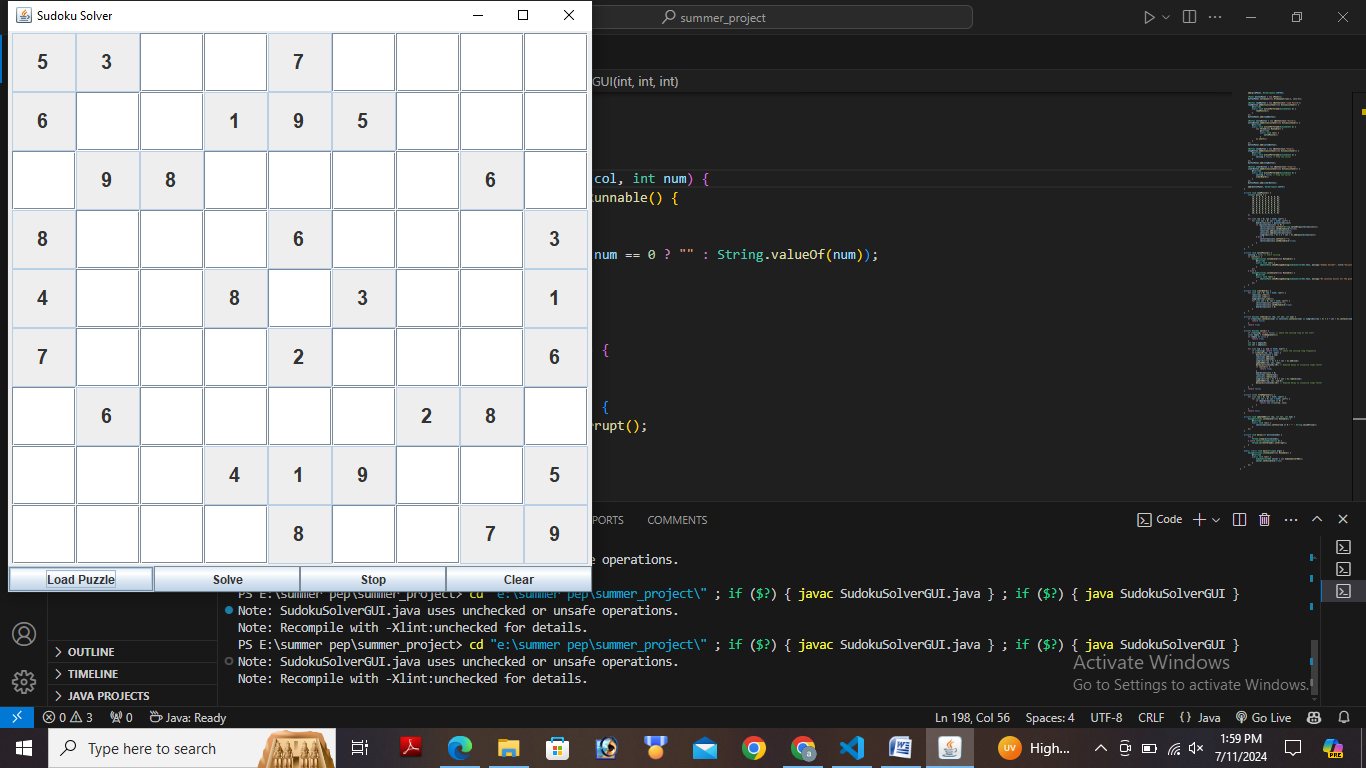 Sudoku Solver
summer_project
5 3 7
6 1 9 5
9 8 6
8 6 3
4 8 3 1
7 2 6
6 2 8
4 1 9 5
8 7 9
Load Puzzle Solve Stop Clear
GUI(int, int, int)
col, int num) {
unnable() {
num == 0 ? "" : String.valueOf(num));
{
{
rupt();
PORTS COMMENTS
Code
e operations.
PS E:\summer pep\summer_project> cd "e:\summer pep\summer_project\" ; if ($?) { javac SudokuSolverGUI.java } ; if ($?) { java SudokuSolverGUI }
Note: SudokuSolverGUI.java uses unchecked or unsafe operations.
Note: Recompile with -Xlint:unchecked for details.
PS E:\summer pep\summer_project> cd "e:\summer pep\summer_project\" ; if ($?) { javac SudokuSolverGUI.java } ; if ($?) { java SudokuSolverGUI }
Note: SudokuSolverGUI.java uses unchecked or unsafe operations.
Note: Recompile with -Xlint:unchecked for details.
OUTLINE
TIMELINE
JAVA PROJECTS
Activate Windows
Go to Settings to activate Windows.
0 3 0 Java: Ready Ln 198, Col 56 Spaces: 4 UTF-8 CRLF { } Java Go Live
Type here to search
UV High...
1:59 PM
7/11/2024
PRE